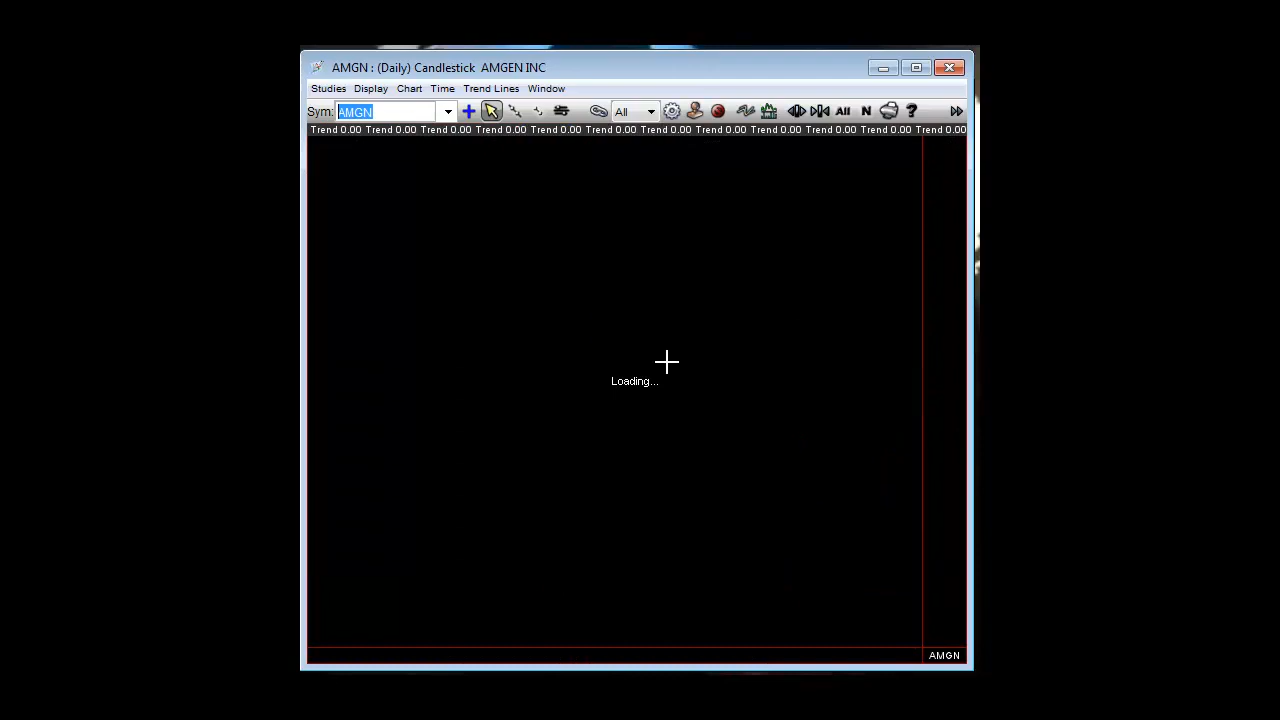 AMGN : (Daily) Candlestick AMGEN INC
Studies Display Chart Time Trend Lines Window
Sym: AMGN All All N ?
Trend 0.00 Trend 0.00 Trend 0.00 Trend 0.00 Trend 0.00 Trend 0.00 Trend 0.00 Trend 0.00 Trend 0.00 Trend 0.00 Trend 0.00 Trend 0.00
Loading...
AMGN